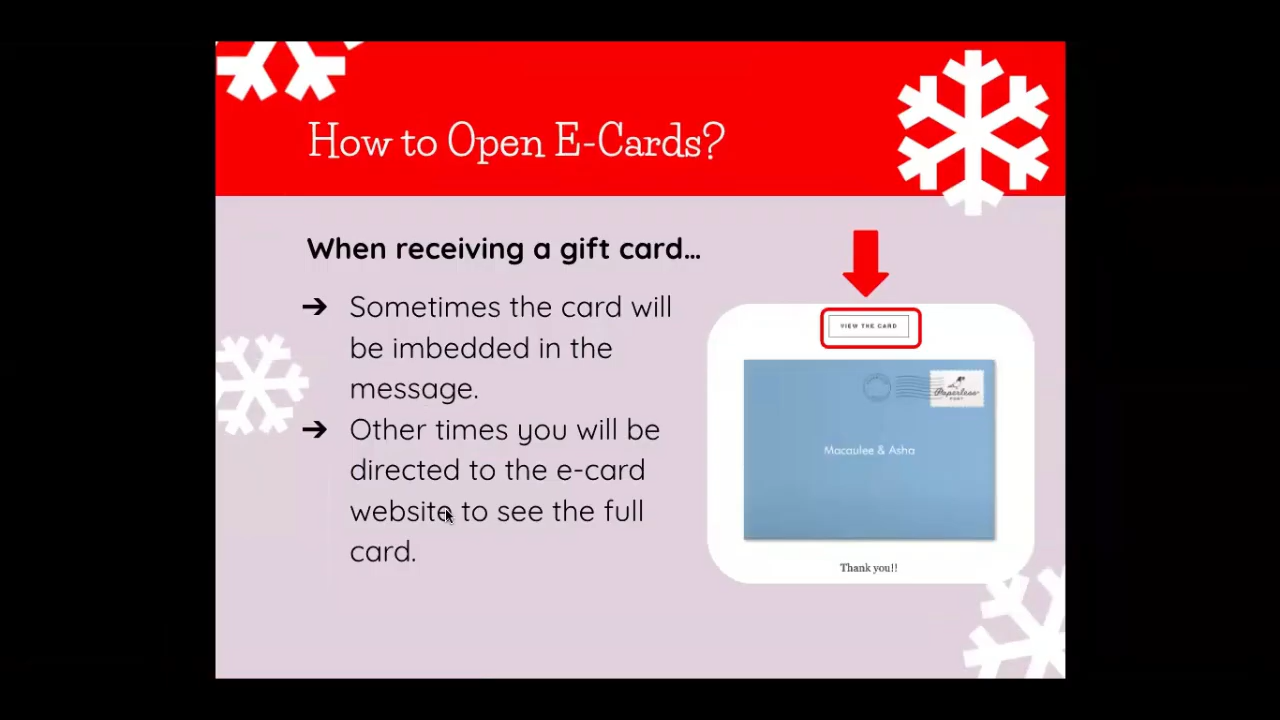 How to Open E-Cards?
When receiving a gift card...
➔ Sometimes the card will
be imbedded in the
message.
➔ Other times you will be
directed to the e-card
website to see the full
card.
VIEW THE CARD
Paperless
POST
Macaulee & Asha
Thank you!!